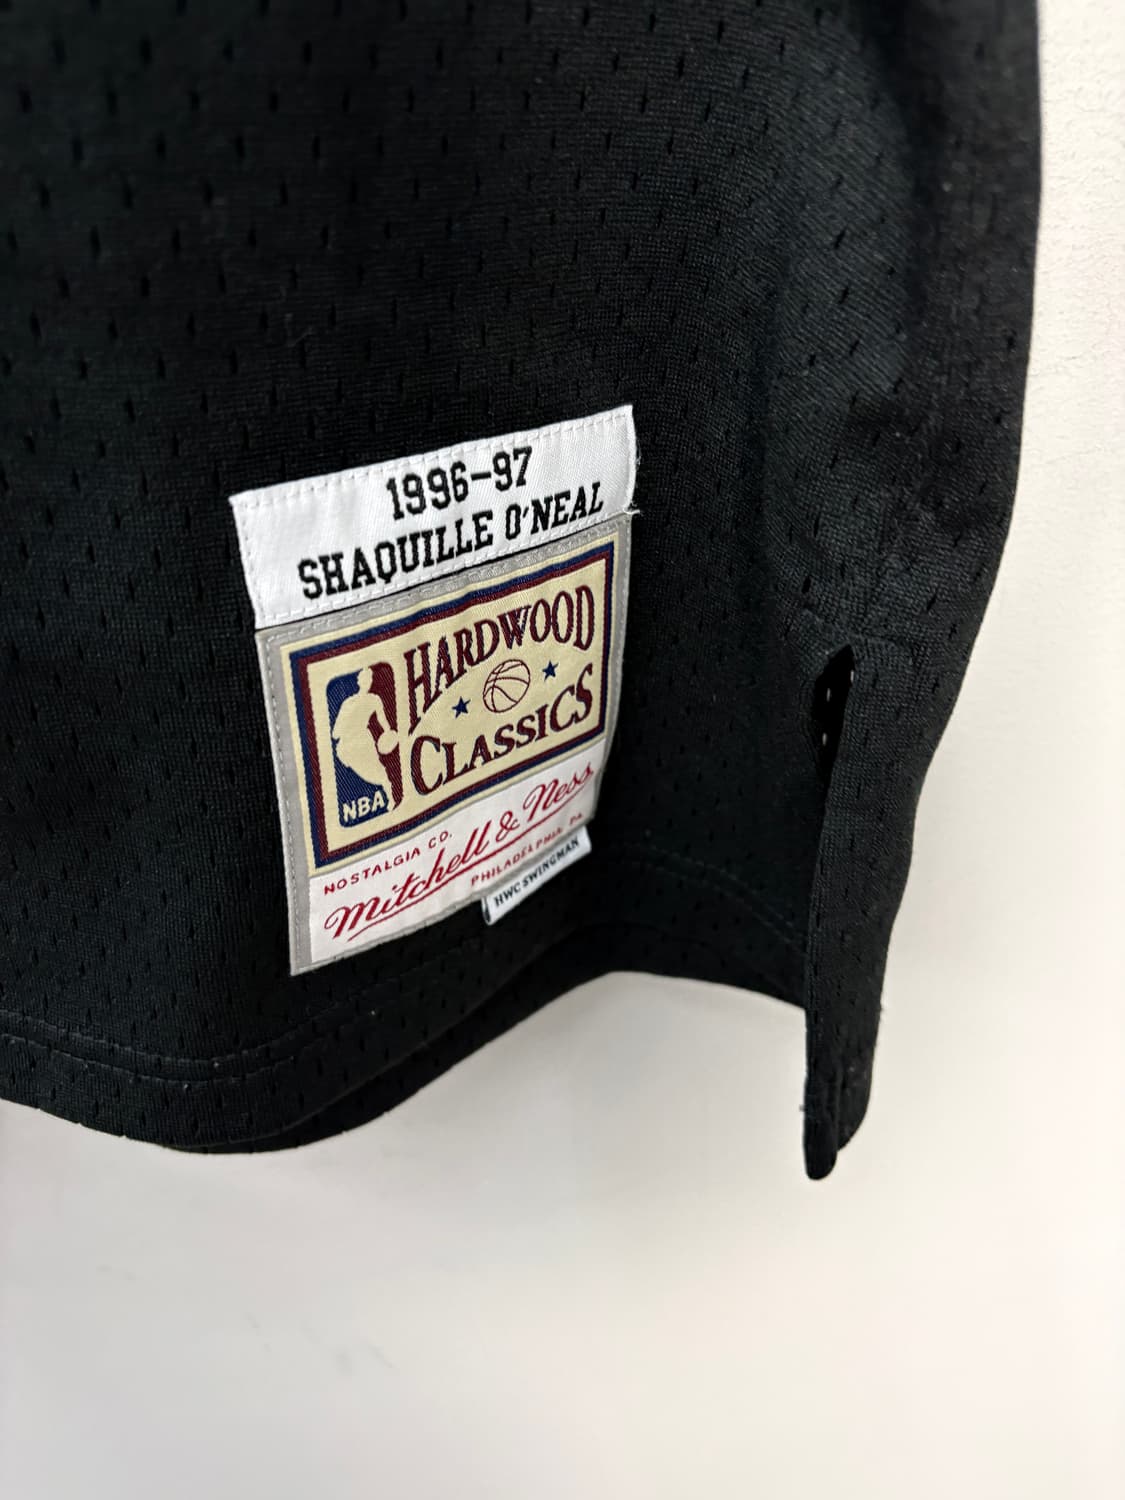 1996-97
SHAQUILLE O'NEAL
HARDWOOD
CLASSICS
NBA
NOSTALGIA CO.
Mitchell & Ness
PHILADELPHIA PA
HWC SWINGMAN